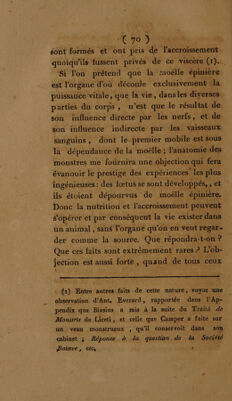 ( 70 )
sont formés et ont pris de l'accroissement
quoiqu'ils fussent privés de ce viscère (1).
Si l'on prétend que la moëlle épinière
est l'organe d'où découle exclusivement la
puissance vitale, que la vie, dans les diverses
parties du corps , n'est que le résultat de
son influence directe par les nerfs, et de
son influence indirecte par les vaisseaux
sanguins, dont le premier mobile est sous
la dépendance de la moëlle; l'anatomie des
monstres me fournira une objection qui fera
évanouir le prestige des expériences les plus
ingénieuses: des fœtus se sont développés, et
ils étoient dépourvus de moëlle épinière.
Donc la nutrition et l'accroissement peuvent
s'opérer et par conséquent la vie exister dans
un animal, sans l'organe qu'on en veut regar-
der comme la source. Que répondra-t-on ?
Que ces faits sont extrêmement rares ? L'ob-
jection est aussi forte , quand de tous ceux
(1) Entre autres faits de cette nature, voyez une
observation d'Ant. Everard, rapportée dans l'Ap-
pendix que Blasius a mis à la suite du Traité de
Monstris de Liceti, et celle que Camper a faite sur
un veau monstrueux , qu'il conservoit dans son
cabinet ; Réponse à la question de la Société
Batave, etc.